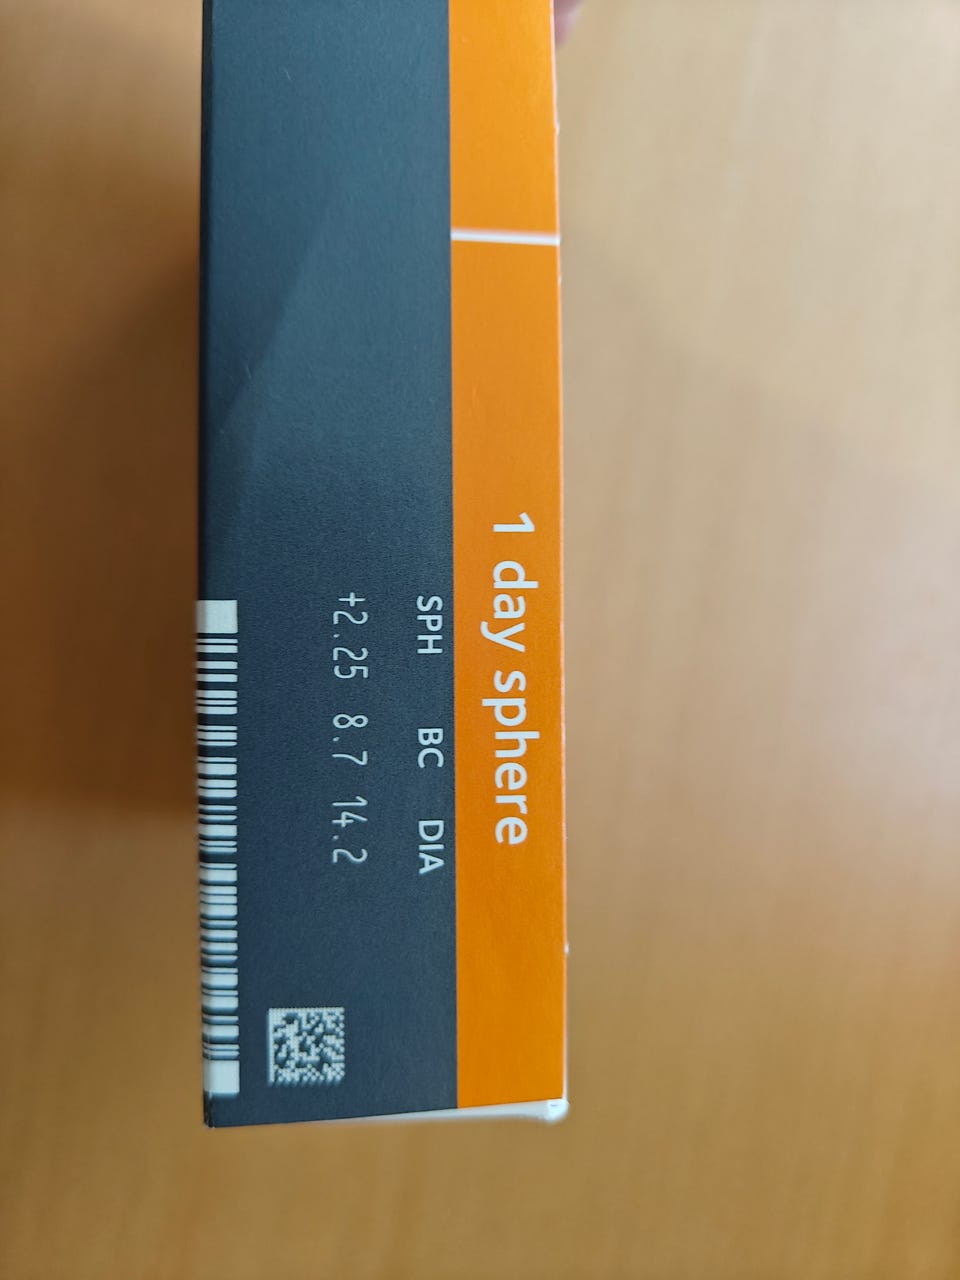 1 day sphere
SPH BC DIA
+2.25 8.7 14.2